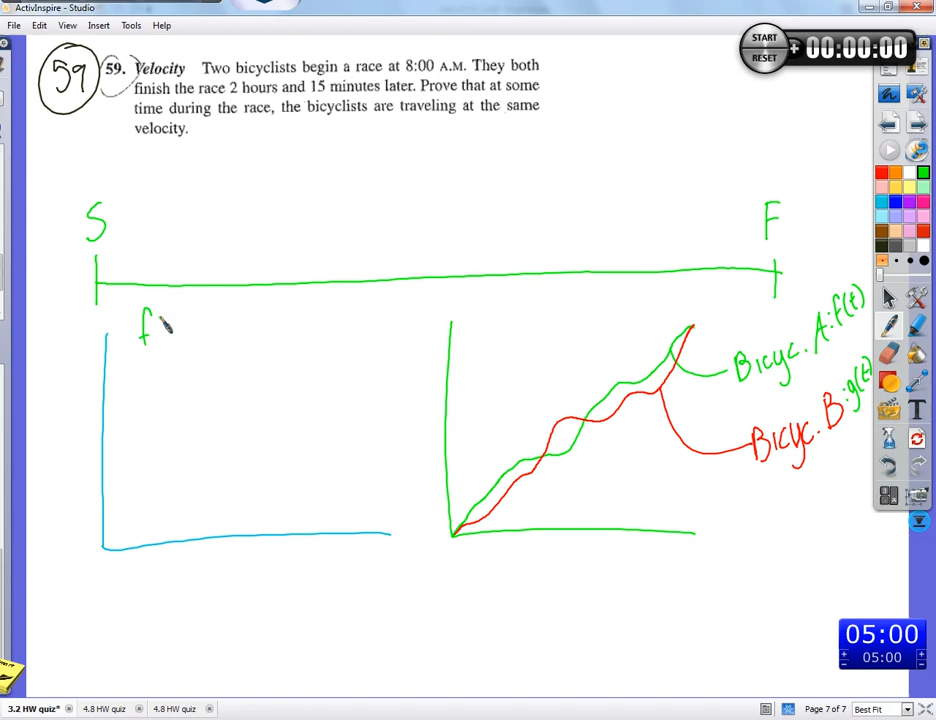 ActivInspire - Studio
File Edit View Insert Tools Help
START
RESET
+ 00:00:00
59
59. Velocity Two bicyclists begin a race at 8:00 A.M. They both
finish the race 2 hours and 15 minutes later. Prove that at some
time during the race, the bicyclists are traveling at the same
velocity.
S
F
f
Bicyc. A: f(t)
Bicyc. B: g(t)
T
05:00
+ 05:00 +
3.2 HW quiz* 4.8 HW quiz 4.8 HW quiz
Page 7 of 7 Best Fit